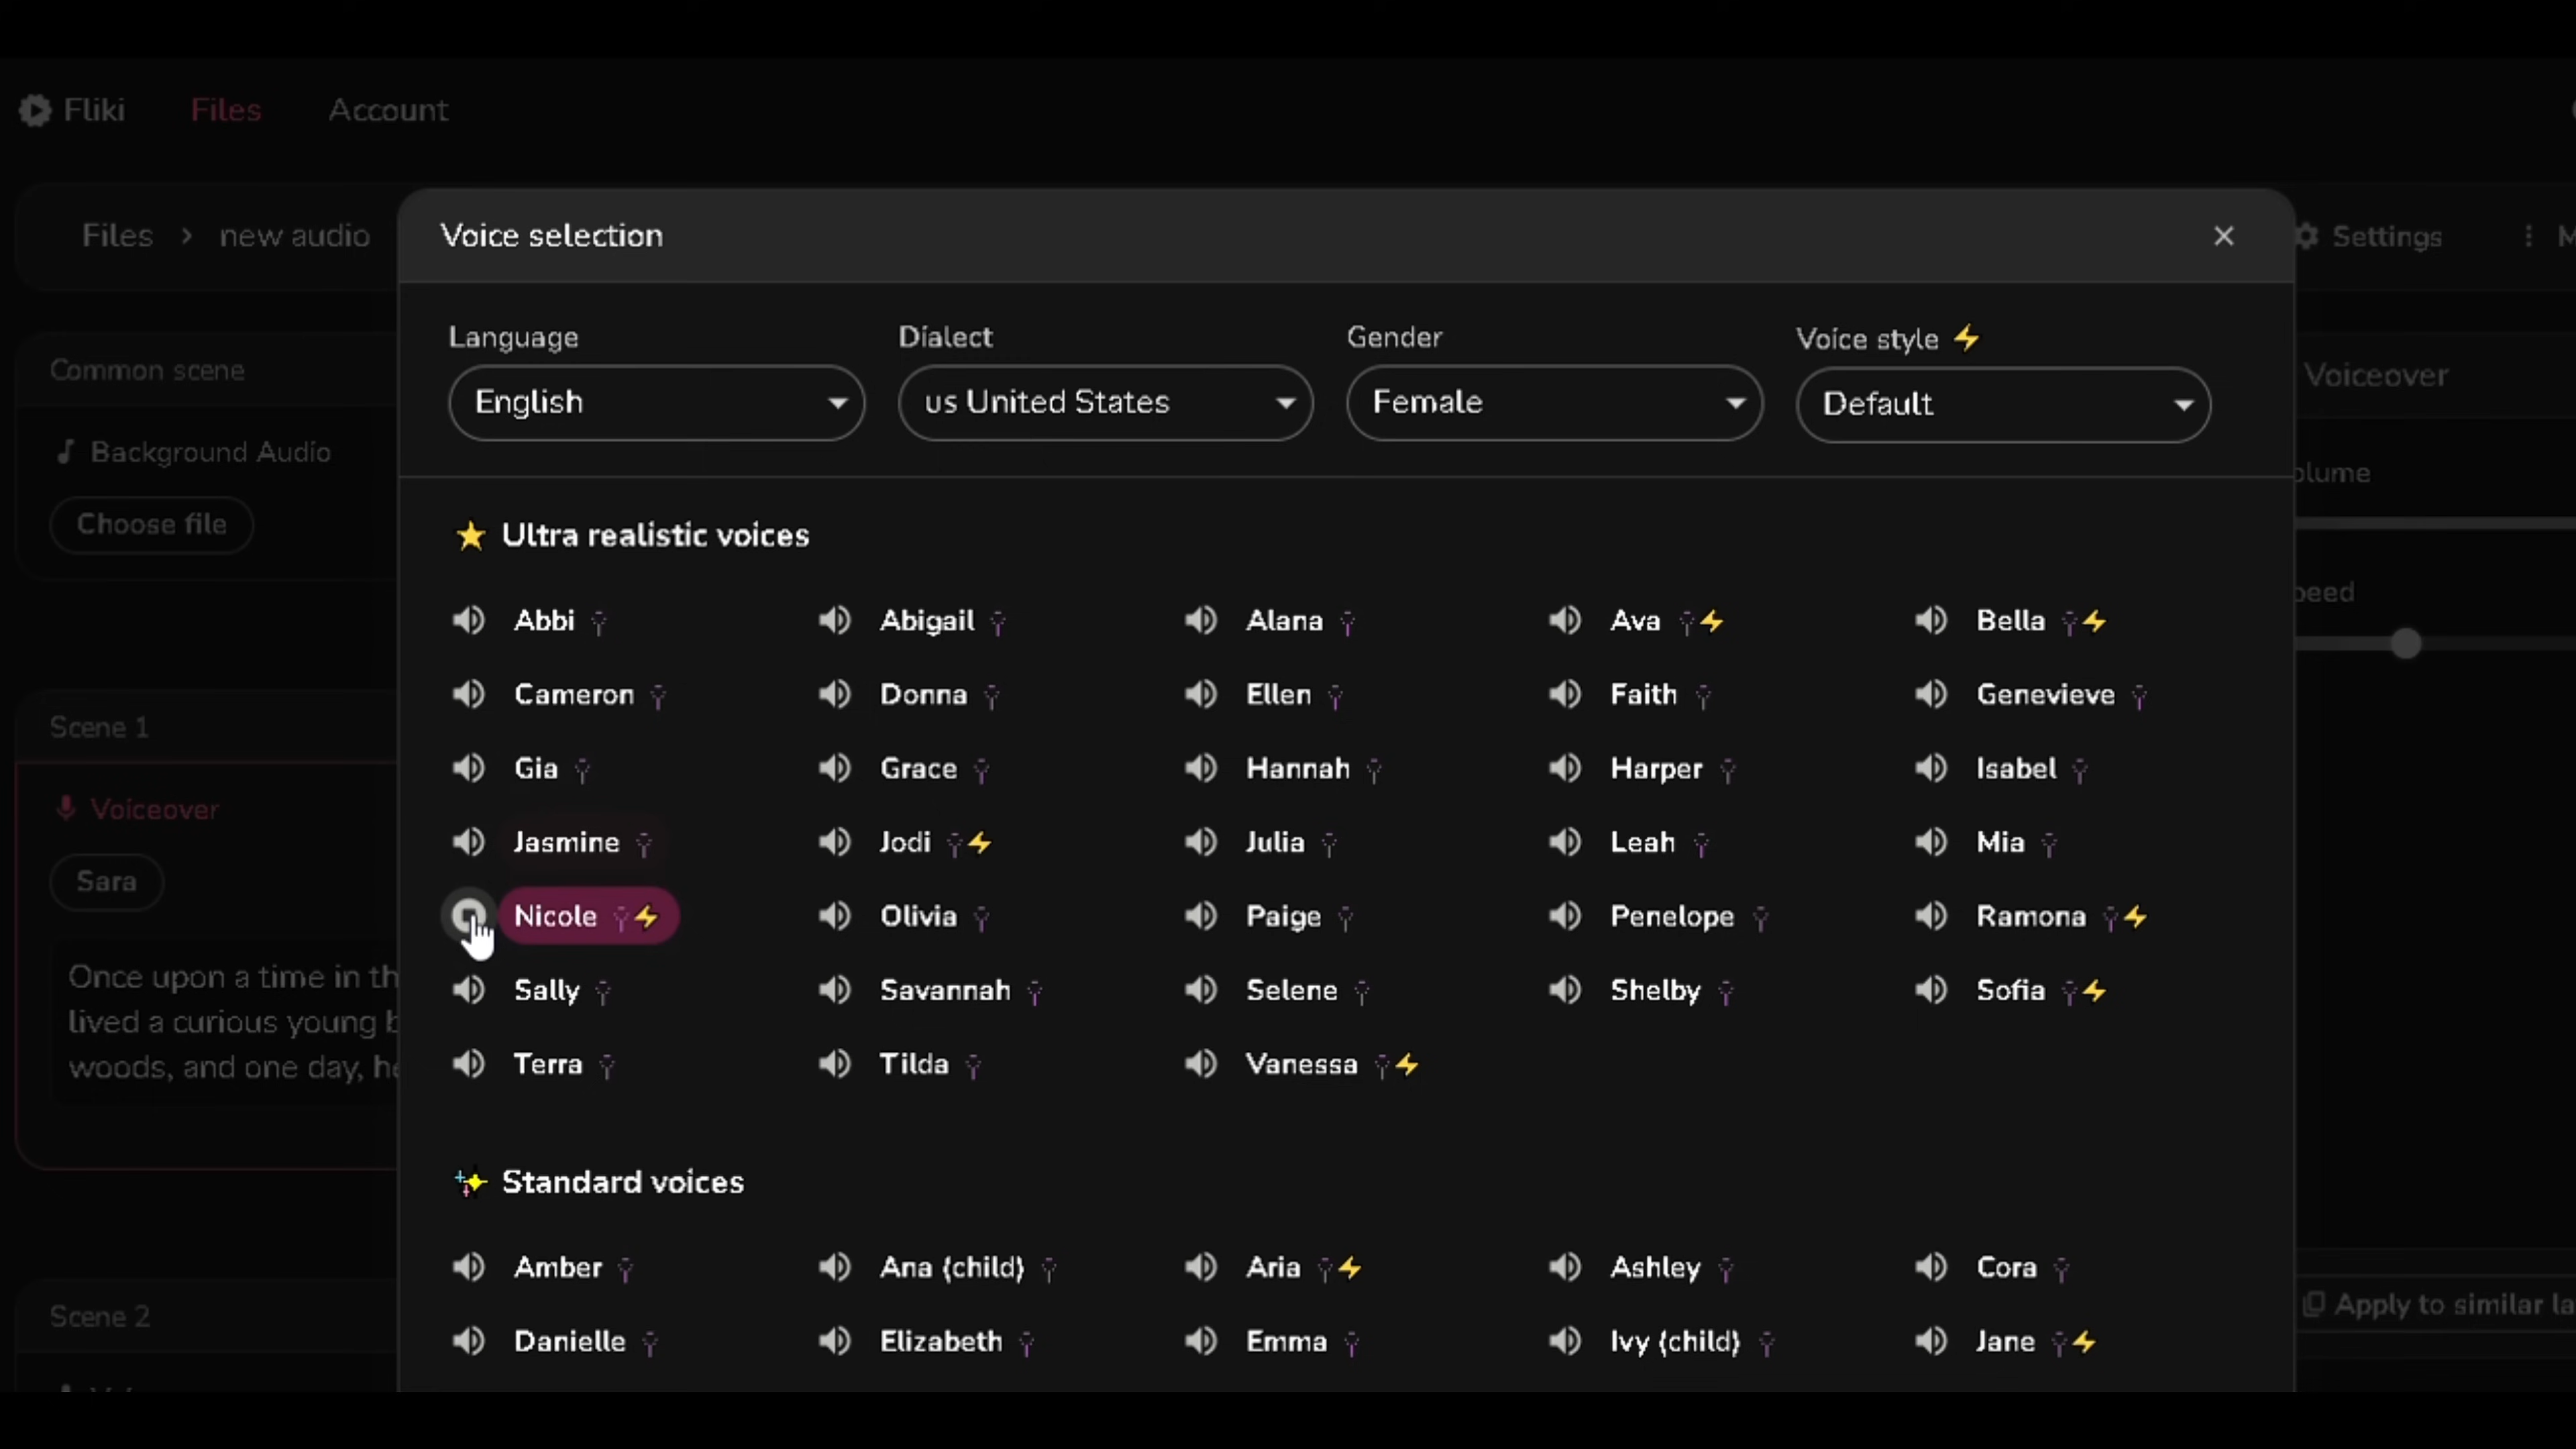 Fliki Files Account
Files > new audio
Voice selection
Settings
Common scene
Background Audio
Choose file
Language Dialect Gender Voice style
English us United States Female Default
Voiceover
Ultra realistic voices
Abbi Abigail Alana Ava Bella
Cameron Donna Ellen Faith Genevieve
Gia Grace Hannah Harper Isabel
Jasmine Jodi Julia Leah Mia
Nicole Olivia Paige Penelope Ramona
Sally Savannah Selene Shelby Sofia
Terra Tilda Vanessa
Scene 1
Voiceover
Sara
Once upon a time in th
lived a curious young b
woods, and one day, he
Standard voices
Amber Ana (child) Aria Ashley Cora
Danielle Elizabeth Emma Ivy (child) Jane
Scene 2
Apply to similar la